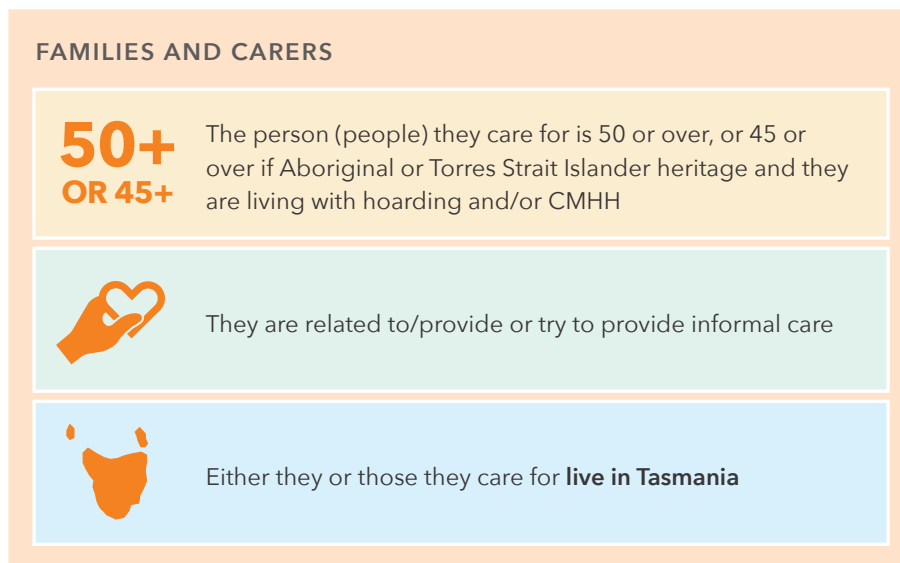 FAMILIES AND CARERS
50+
OR 45+
The person (people) they care for is 50 or over, or 45 or
over if Aboriginal or Torres Strait Islander heritage and they
are living with hoarding and/or CMHH
They are related to/provide or try to provide informal care
Either they or those they care for live in Tasmania